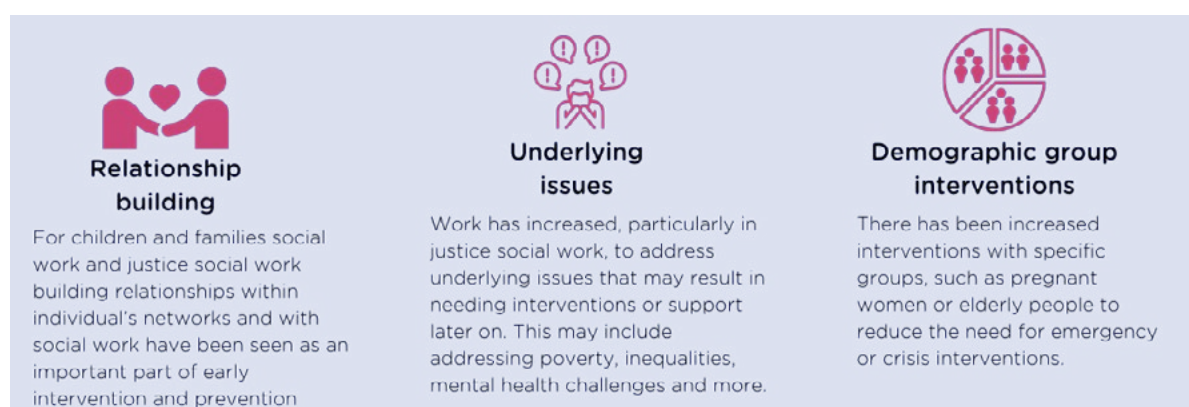 Relationship
building
For children and families social
work and justice social work
building relationships within
individual's networks and with
social work have been seen as an
important part of early
intervention and prevention
Underlying
issues
Work has increased, particularly in
justice social work, to address
underlying issues that may result in
needing interventions or support
later on. This may include
addressing poverty, inequalities,
mental health challenges and more.
Demographic group
interventions
There has been increased
interventions with specific
groups, such as pregnant
women or elderly people to
reduce the need for emergency
or crisis interventions.